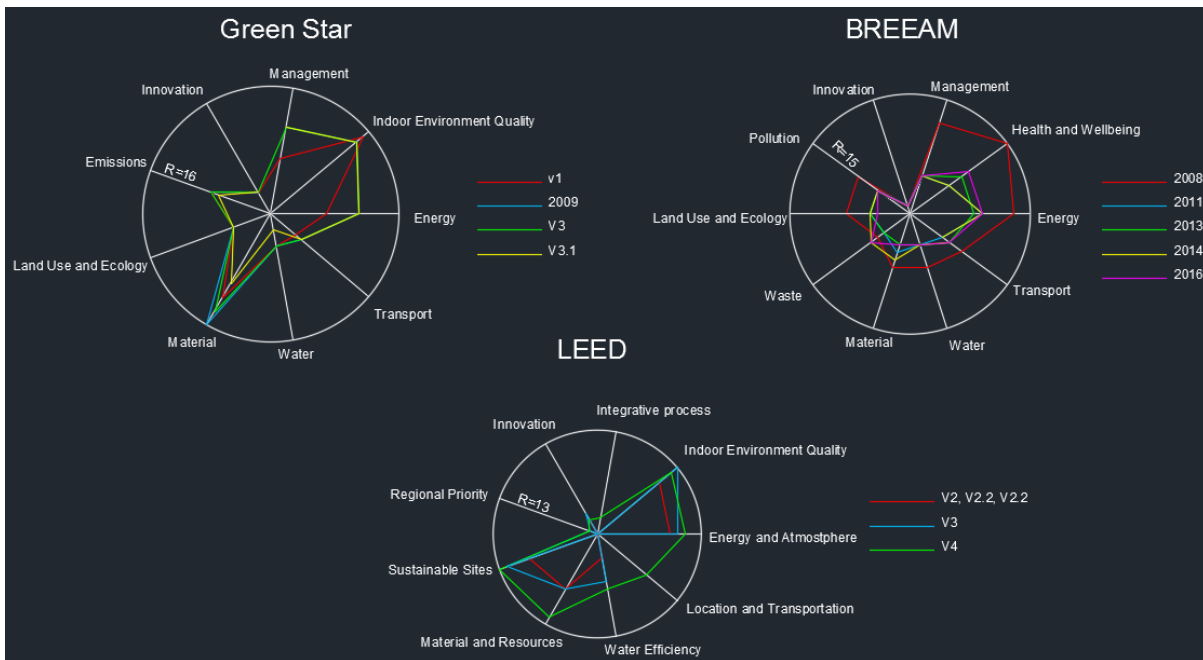 Green Star
Management
Innovation
Indoor Environment Quality
Emissions
R=16
Energy
Land Use and Ecology
Transport
Material
Water
v1
2009
V3
V3.1
BREEAM
Innovation
Management
Pollution
Health and Wellbeing
R=15
Land Use and Ecology
Energy
Waste
Transport
Material
Water
2008
2011
2013
2014
2016
LEED
Integrative process
Innovation
Indoor Environment Quality
Regional Priority
R=13
Energy and Atmostphere
Sustainable Sites
Location and Transportation
Material and Resources
Water Efficiency
V2, V2.2, V2.2
V3
V4